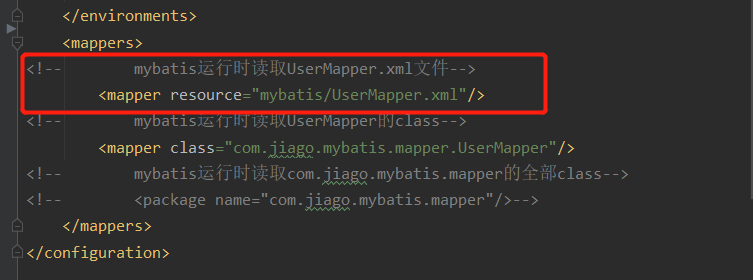 </environments>
<mappers>
<!-- mybatis运行时读取UserMapper.xml文件-->
<mapper resource="mybatis/UserMapper.xml"/>
<!-- mybatis运行时读取UserMapper的class-->
<mapper class="com.jiago.mybatis.mapper.UserMapper"/>
<!-- mybatis运行时读取com.jiago.mybatis.mapper的全部class-->
<!-- <package name="com.jiago.mybatis.mapper"/>-->
</mappers>
</configuration>